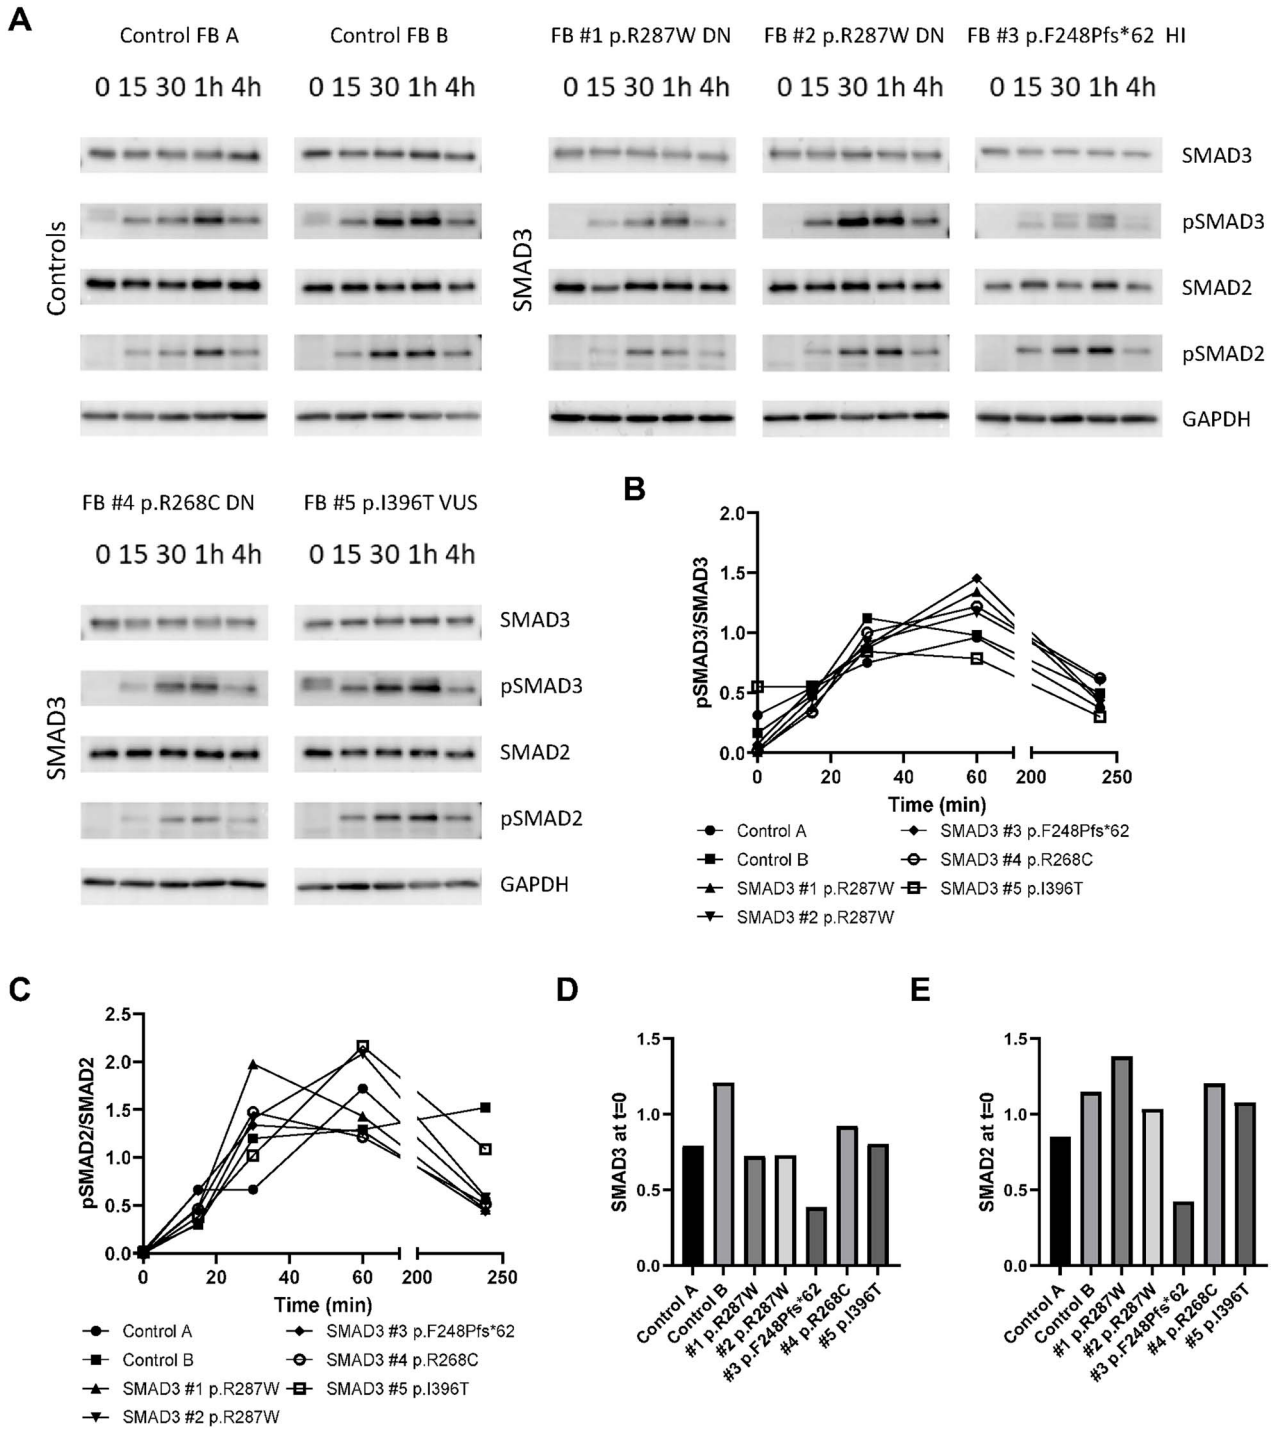 A
Control FB A
Control FB B
FB #1 p.R287W DN
FB #2 p.R287W DN
FB #3 p.F248Pfs*62 HI
0 15 30 1h 4h
0 15 30 1h 4h
0 15 30 1h 4h
0 15 30 1h 4h
0 15 30 1h 4h
Controls
SMAD3
SMAD3
pSMAD3
SMAD2
pSMAD2
GAPDH
FB #4 p.R268C DN
FB #5 p.I396T VUS
0 15 30 1h 4h
0 15 30 1h 4h
SMAD3
SMAD3
pSMAD3
SMAD2
pSMAD2
GAPDH
B
pSMAD3/SMAD3
2.0
1.5
1.0
0.5
0.0
0 20 40 60 200 250
Time (min)
Control A
Control B
SMAD3 #1 p.R287W
SMAD3 #2 p.R287W
SMAD3 #3 p.F248Pfs*62
SMAD3 #4 p.R268C
SMAD3 #5 p.I396T
C
pSMAD2/SMAD2
2.5
2.0
1.5
1.0
0.5
0.0
0 20 40 60 200 250
Time (min)
Control A
Control B
SMAD3 #1 p.R287W
SMAD3 #2 p.R287W
SMAD3 #3 p.F248Pfs*62
SMAD3 #4 p.R268C
SMAD3 #5 p.I396T
D
SMAD3 at t=0
1.5
1.0
0.5
0.0
Control A
Control B
#1 p.R287W
#2 p.R287W
#3 p.F248Pfs*62
#4 p.R268C
#5 p.I396T
E
SMAD2 at t=0
1.5
1.0
0.5
0.0
Control A
Control B
#1 p.R287W
#2 p.R287W
#3 p.F248Pfs*62
#4 p.R268C
#5 p.I396T